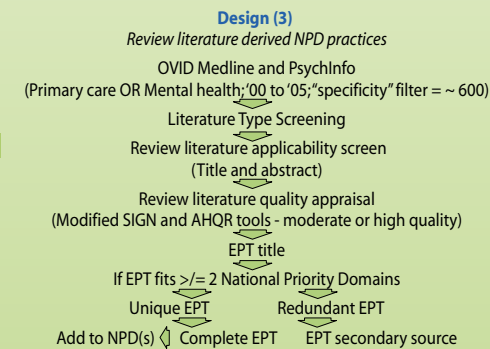 Design (3)
Review literature derived NPD practices
OVID Medline and PsychInfo
(Primary care OR Mental health; '00 to '05; "specificity" filter = ~ 600)
Literature Type Screening
Review literature applicability screen
(Title and abstract)
Review literature quality appraisal
(Modified SIGN and AHQR tools - moderate or high quality)
EPT title
If EPT fits >/= 2 National Priority Domains
Unique EPT Redundant EPT
Add to NPD(s) Complete EPT EPT secondary source